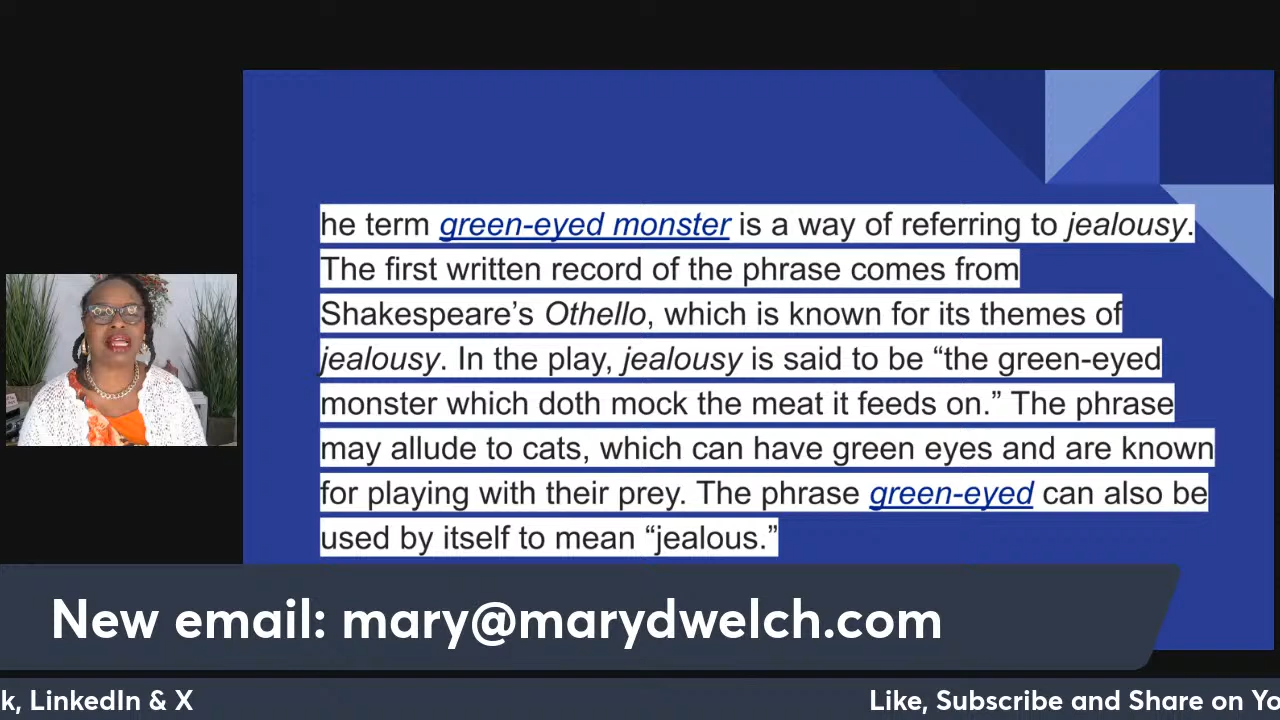 he term green-eyed monster is a way of referring to jealousy.
The first written record of the phrase comes from
Shakespeare’s Othello, which is known for its themes of
jealousy. In the play, jealousy is said to be “the green-eyed
monster which doth mock the meat it feeds on.” The phrase
may allude to cats, which can have green eyes and are known
for playing with their prey. The phrase green-eyed can also be
used by itself to mean “jealous.”
New email: mary@marydwelch.com
k, LinkedIn & X
Like, Subscribe and Share on Yo